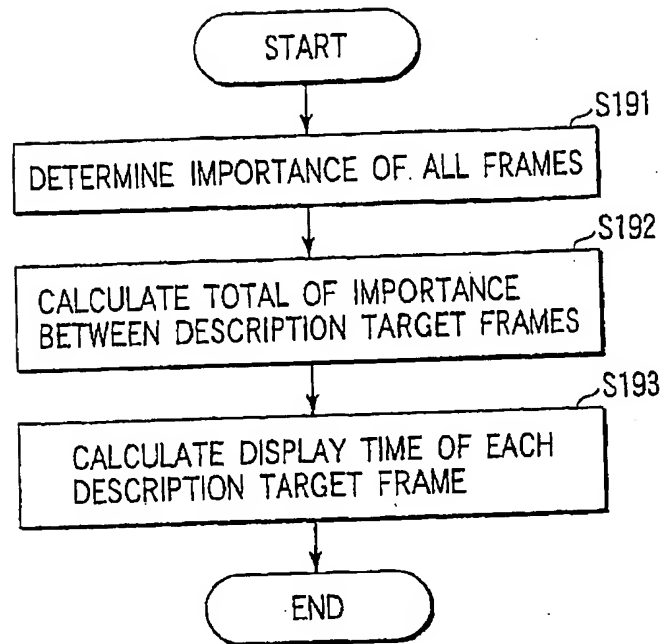 START
S191
DETERMINE IMPORTANCE OF ALL FRAMES
S192
CALCULATE TOTAL OF IMPORTANCE
BETWEEN DESCRIPTION TARGET FRAMES
S193
CALCULATE DISPLAY TIME OF EACH
DESCRIPTION TARGET FRAME
END